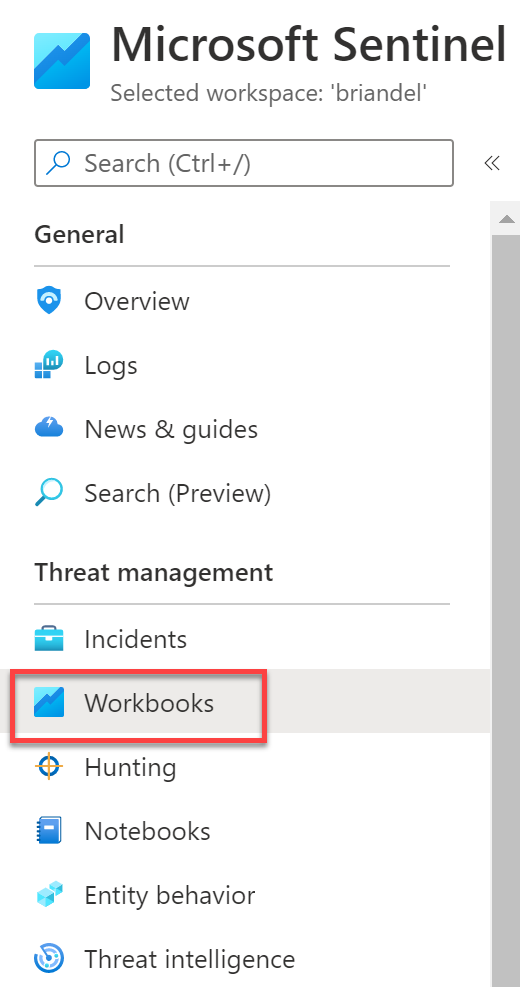 Microsoft Sentinel
Selected workspace: 'briandel'
Search (Ctrl+/)
«
General
Overview
Logs
News & guides
Search (Preview)
Threat management
Incidents
Workbooks
Hunting
Notebooks
Entity behavior
Threat intelligence